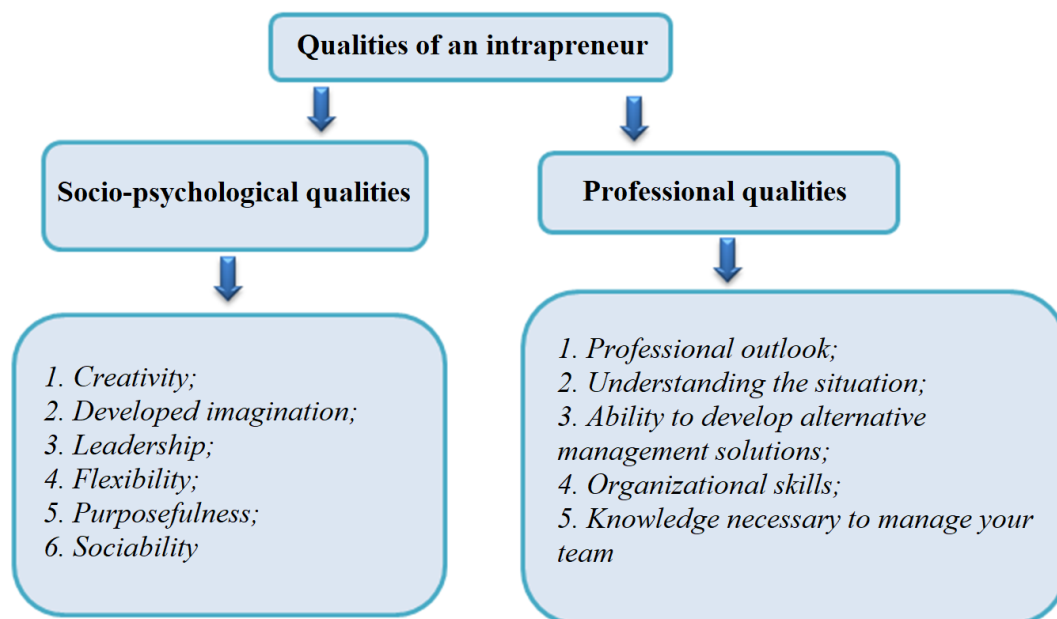 Qualities of an intrapreneur
Socio-psychological qualities
Professional qualities
1. Creativity;
2. Developed imagination;
3. Leadership;
4. Flexibility;
5. Purposefulness;
6. Sociability
1. Professional outlook;
2. Understanding the situation;
3. Ability to develop alternative
management solutions;
4. Organizational skills;
5. Knowledge necessary to manage your
team